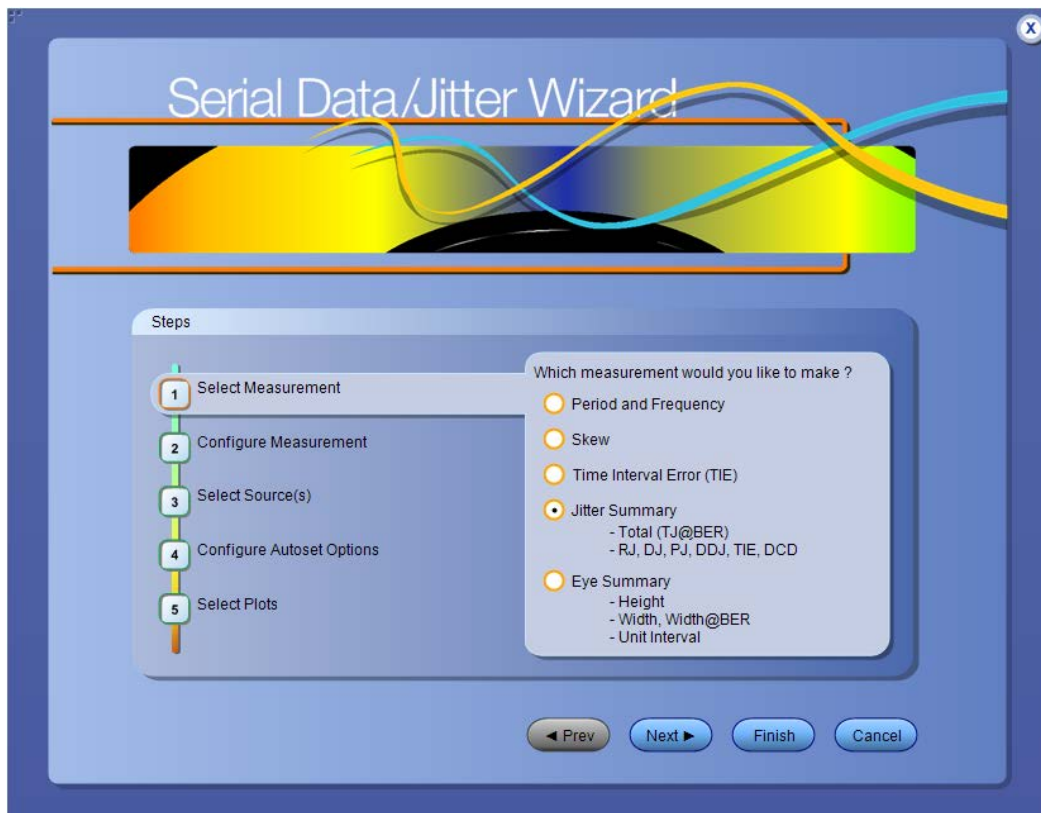 X
Serial Data/Jitter Wizard
Steps
1 Select Measurement
2 Configure Measurement
3 Select Source(s)
4 Configure Autoset Options
5 Select Plots
Which measurement would you like to make ?
Period and Frequency
Skew
Time Interval Error (TIE)
Jitter Summary
- Total (TJ@BER)
- RJ, DJ, PJ, DDJ, TIE, DCD
Eye Summary
- Height
- Width, Width@BER
- Unit Interval
◄ Prev
Next ►
Finish
Cancel